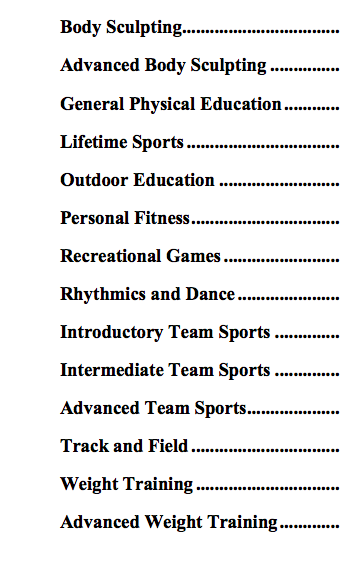 Body Sculpting..................................
Advanced Body Sculpting ...............
General Physical Education............
Lifetime Sports .................................
Outdoor Education ..........................
Personal Fitness................................
Recreational Games .........................
Rhythmics and Dance ......................
Introductory Team Sports ..............
Intermediate Team Sports ..............
Advanced Team Sports....................
Track and Field ................................
Weight Training ...............................
Advanced Weight Training.............